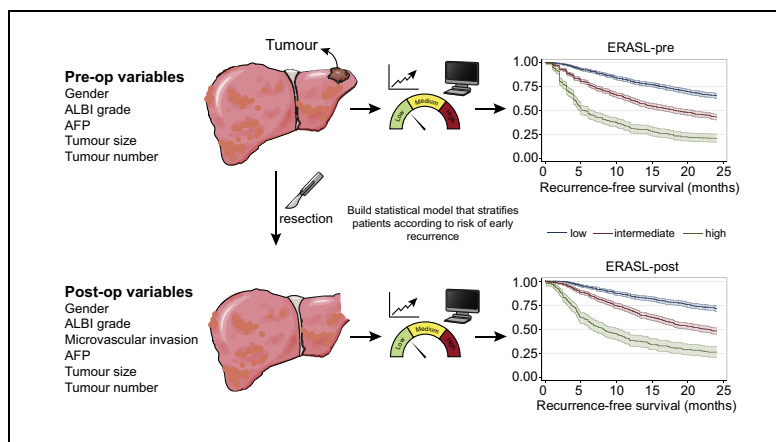 Tumour
Pre-op variables
Gender
ALBI grade
AFP
Tumour size
Tumour number
Low
Medium
High
ERASL-pre
1.00
0.75
0.50
0.25
0.00
0 5 10 15 20 25
Recurrence-free survival (months)
resection
Build statistical model that stratifies
patients according to risk of early
recurrence
low intermediate high
Post-op variables
Gender
ALBI grade
Microvascular invasion
AFP
Tumour size
Tumour number
Low
Medium
High
ERASL-post
1.00
0.75
0.50
0.25
0.00
0 5 10 15 20 25
Recurrence-free survival (months)